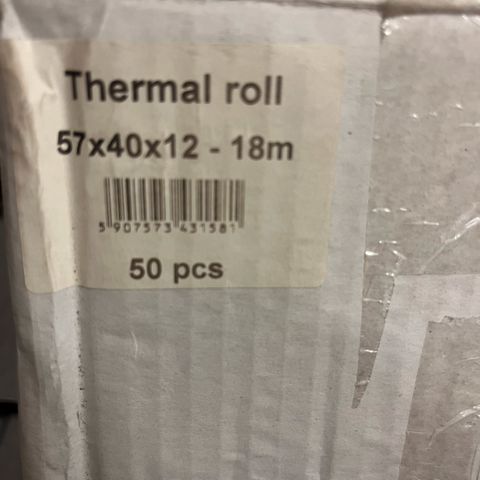 Thermal roll
57x40x12 - 18m
5 907573 431581
50 pcs